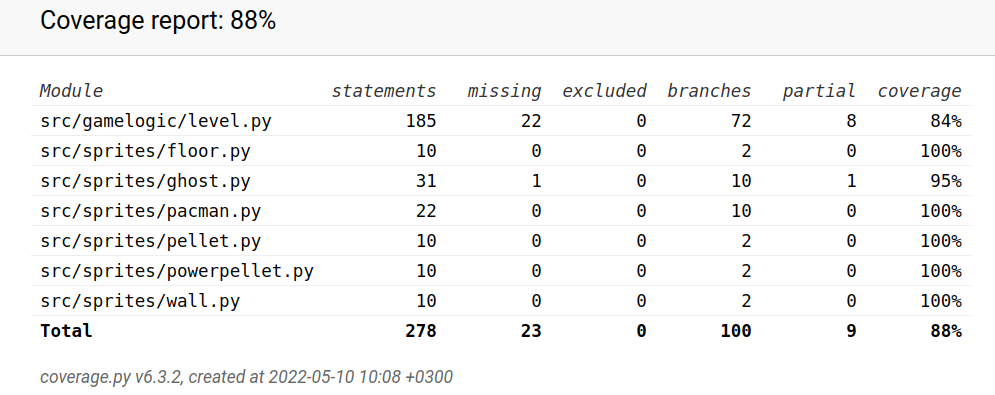 Coverage report: 88%
Module statements missing excluded branches partial coverage
src/gamelogic/level.py 185 22 0 72 8 84%
src/sprites/floor.py 10 0 0 2 0 100%
src/sprites/ghost.py 31 1 0 10 1 95%
src/sprites/pacman.py 22 0 0 10 0 100%
src/sprites/pellet.py 10 0 0 2 0 100%
src/sprites/powerpellet.py 10 0 0 2 0 100%
src/sprites/wall.py 10 0 0 2 0 100%
Total 278 23 0 100 9 88%
coverage.py v6.3.2, created at 2022-05-10 10:08 +0300